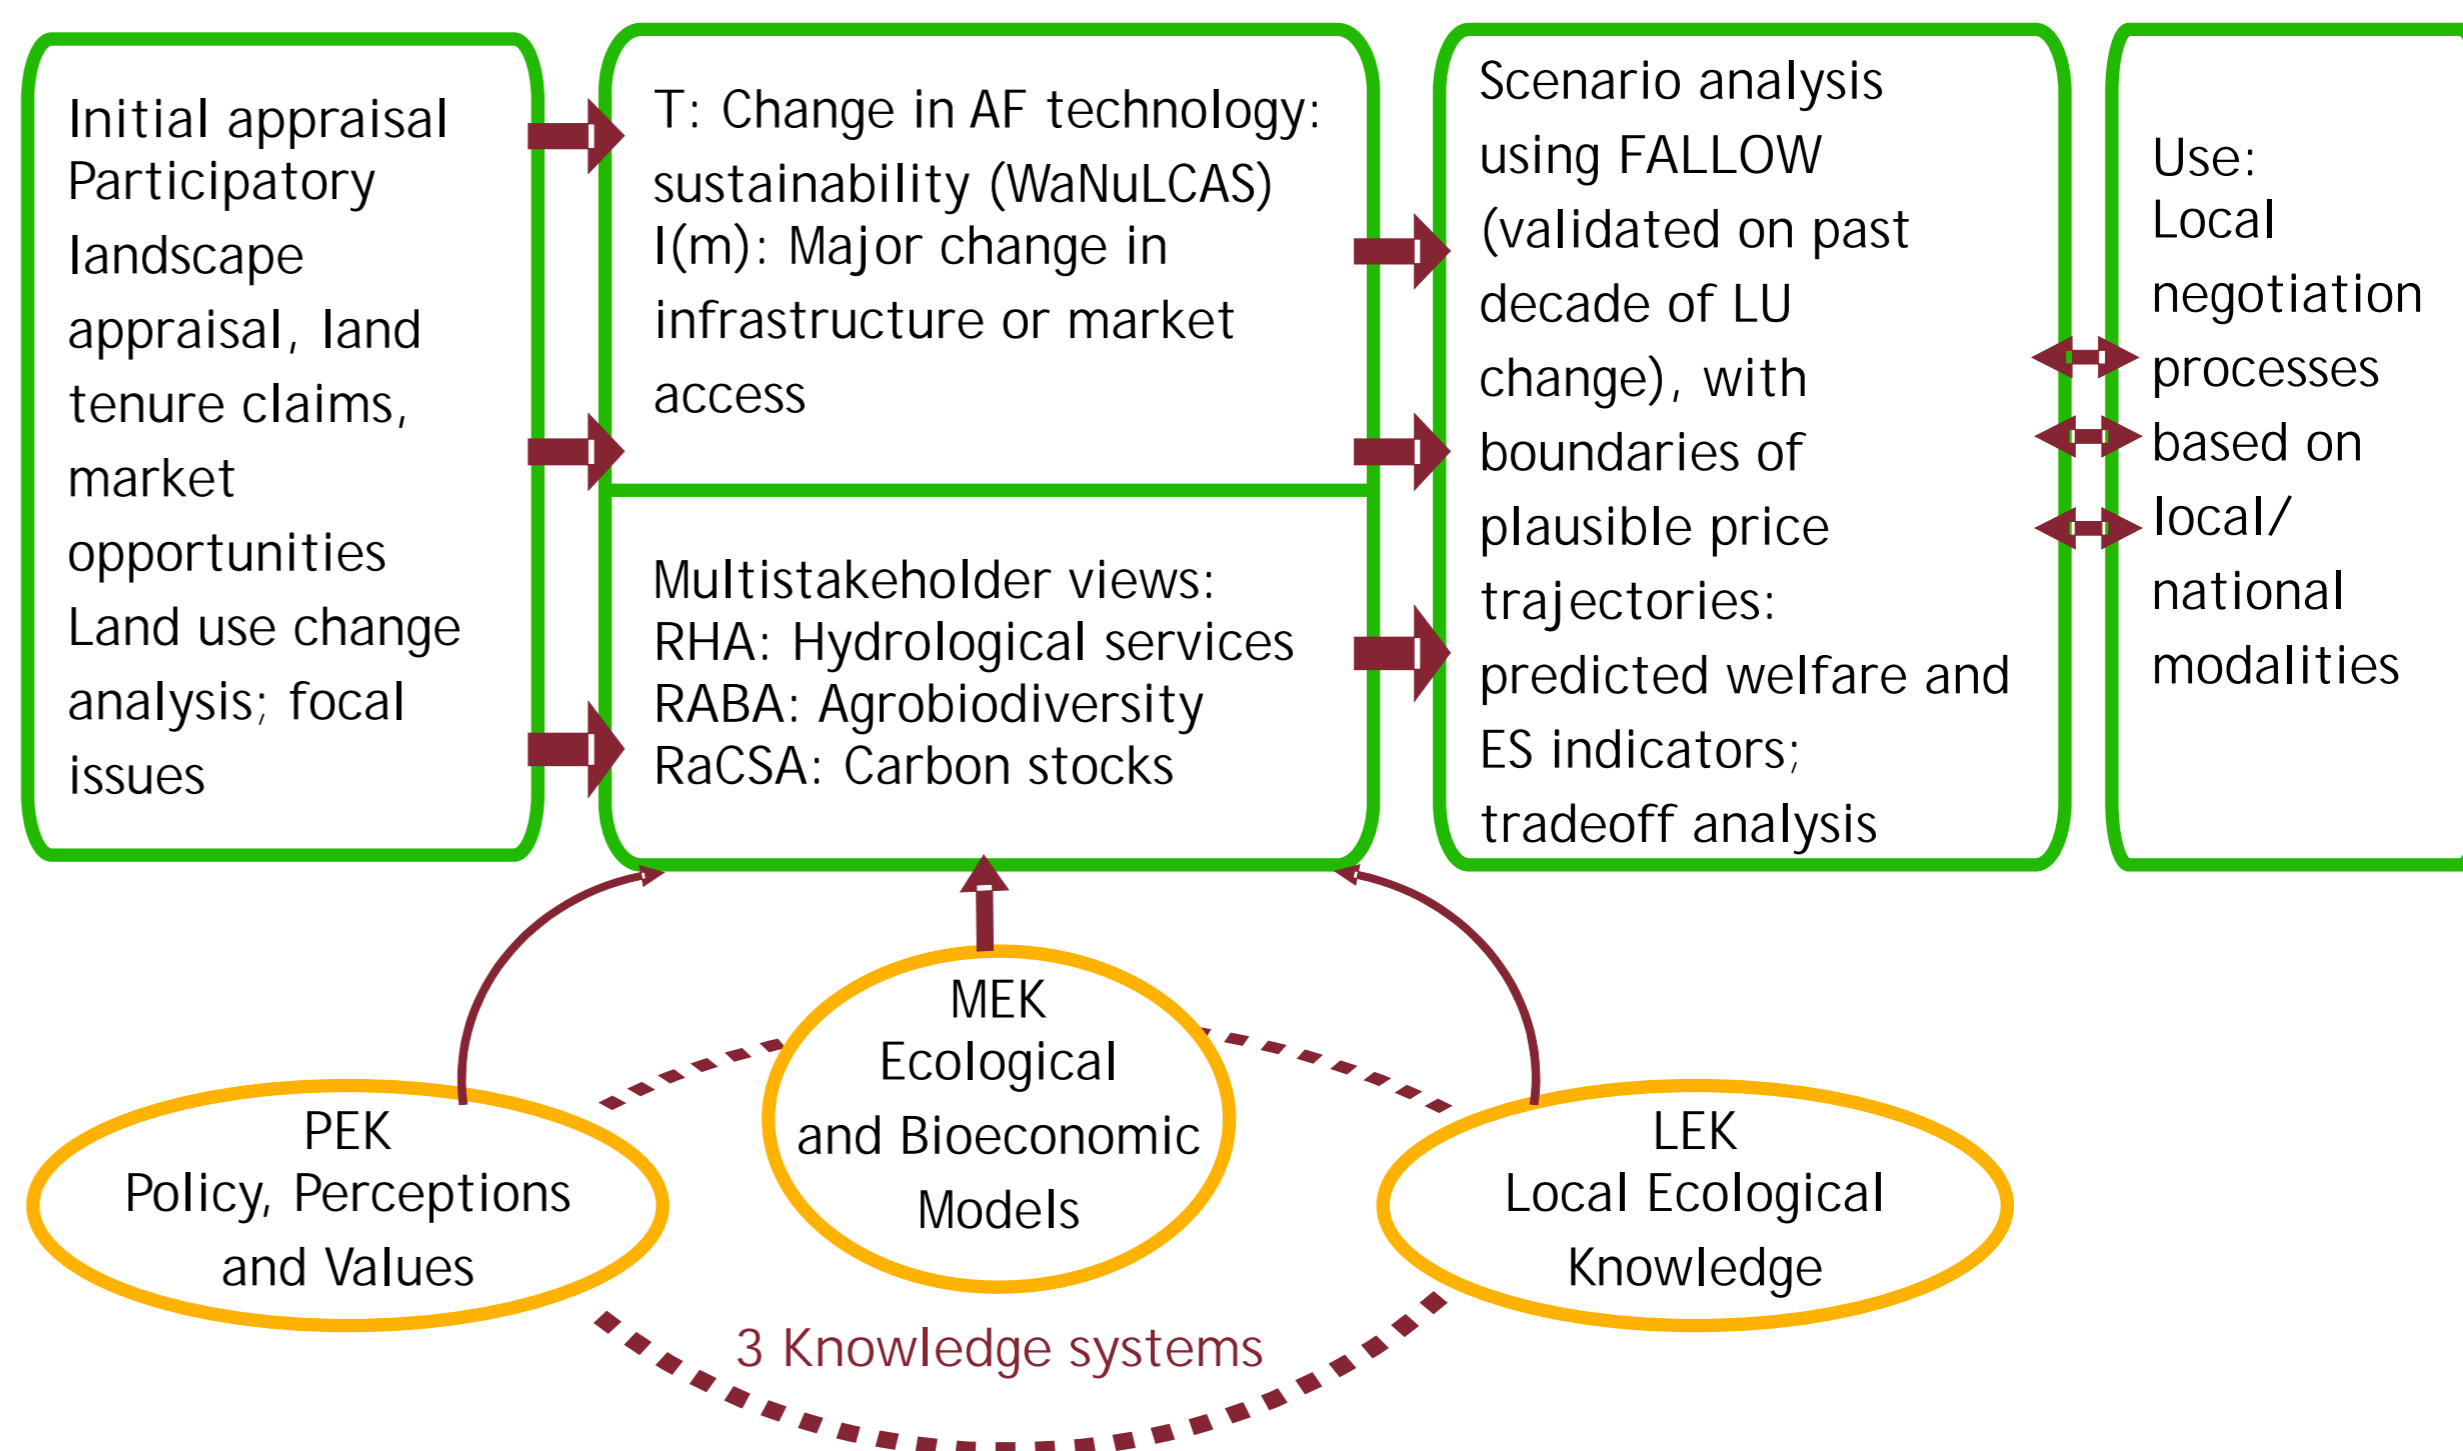 Initial appraisal
Participatory
landscape
appraisal, land
tenure claims,
market
opportunities
Land use change
analysis; focal
issues
T: Change in AF technology:
sustainability (WaNuLCAS)
I(m): Major change in
infrastructure or market
access
Multistakeholder views:
RHA: Hydrological services
RABA: Agrobiodiversity
RaCSA: Carbon stocks
Scenario analysis
using FALLOW
(validated on past
decade of LU
change), with
boundaries of
plausible price
trajectories:
predicted welfare and
ES indicators;
tradeoff analysis
Use:
Local
negotiation
processes
based on
local/
national
modalities
PEK
Policy, Perceptions
and Values
MEK
Ecological
and Bioeconomic
Models
LEK
Local Ecological
Knowledge
3 Knowledge systems